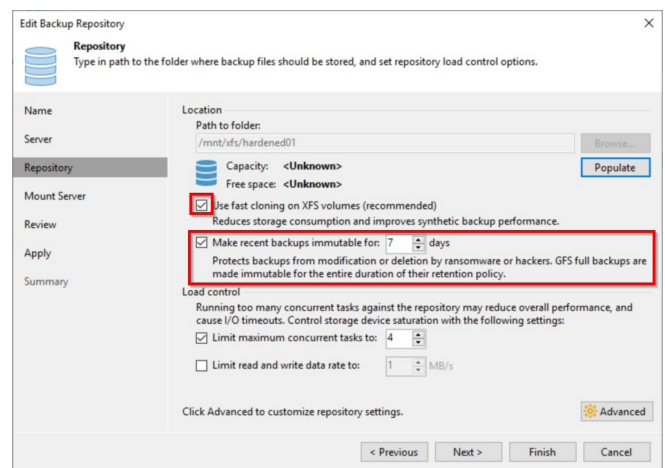 Edit Backup Repository
Repository
Type in path to the folder where backup files should be stored, and set repository load control options.
Name
Server
Repository
Mount Server
Review
Apply
Summary
Location
Path to folder:
/mnt/xfs/hardened01
Browse...
Capacity: <Unknown>
Populate
Free space: <Unknown>
Use fast cloning on XFS volumes (recommended)
Reduces storage consumption and improves synthetic backup performance.
Make recent backups immutable for: 7 days
Protects backups from modification or deletion by ransomware or hackers. GFS full backups are
made immutable for the entire duration of their retention policy.
Load control
Running too many concurrent tasks against the repository may reduce overall performance, and
cause I/O timeouts. Control storage device saturation with the following settings:
Limit maximum concurrent tasks to: 4
Limit read and write data rate to: 1 MB/s
Click Advanced to customize repository settings.
Advanced
< Previous
Next >
Finish
Cancel